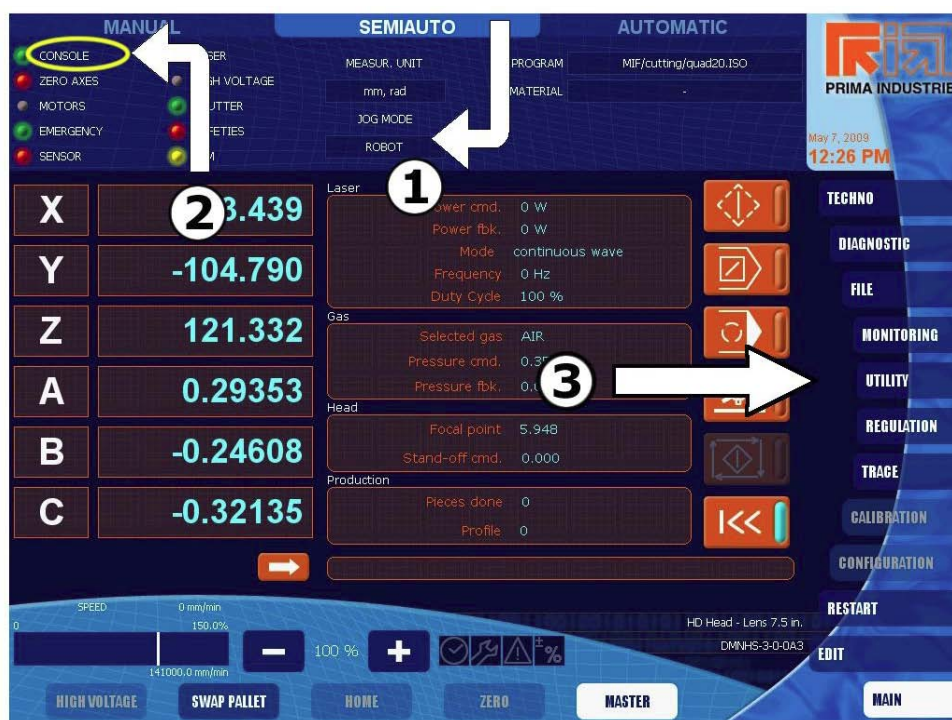 MANUAL SEMIAUTO AUTOMATIC
CONSOLE
ZERO AXES HIGH VOLTAGE
MOTORS
EMERGENCY
SENSOR
MEASUR. UNIT PROGRAM MIF/cutting/quad20.ISO
mm, rad MATERIAL -
JOG MODE
ROBOT
PRIMA INDUSTRIE
May 7, 2009
12:26 PM
1
2
3
X 3.439
Y -104.790
Z 121.332
A 0.29353
B -0.24608
C -0.32135
Laser
Power cmd. 0 W
Power fbk. 0 W
Mode continuous wave
Frequency 0 Hz
Duty Cycle 100 %
Gas
Selected gas AIR
Pressure cmd.
Pressure fbk.
Head
Focal point 5.948
Stand-off cmd. 0.000
Production
Pieces done 0
Profile 0
TECHNO
DIAGNOSTIC
FILE
MONITORING
UTILITY
REGULATION
TRACE
CALIBRATION
CONFIGURATION
RESTART
EDIT
MAIN
SPEED 0 mm/min
0 150.0%
141000.0 mm/min
- 100 % +
HD Head - Lens 7.5 in.
DMNHS-3-0-0A3
HIGH VOLTAGE SWAP PALLET HOME ZERO MASTER